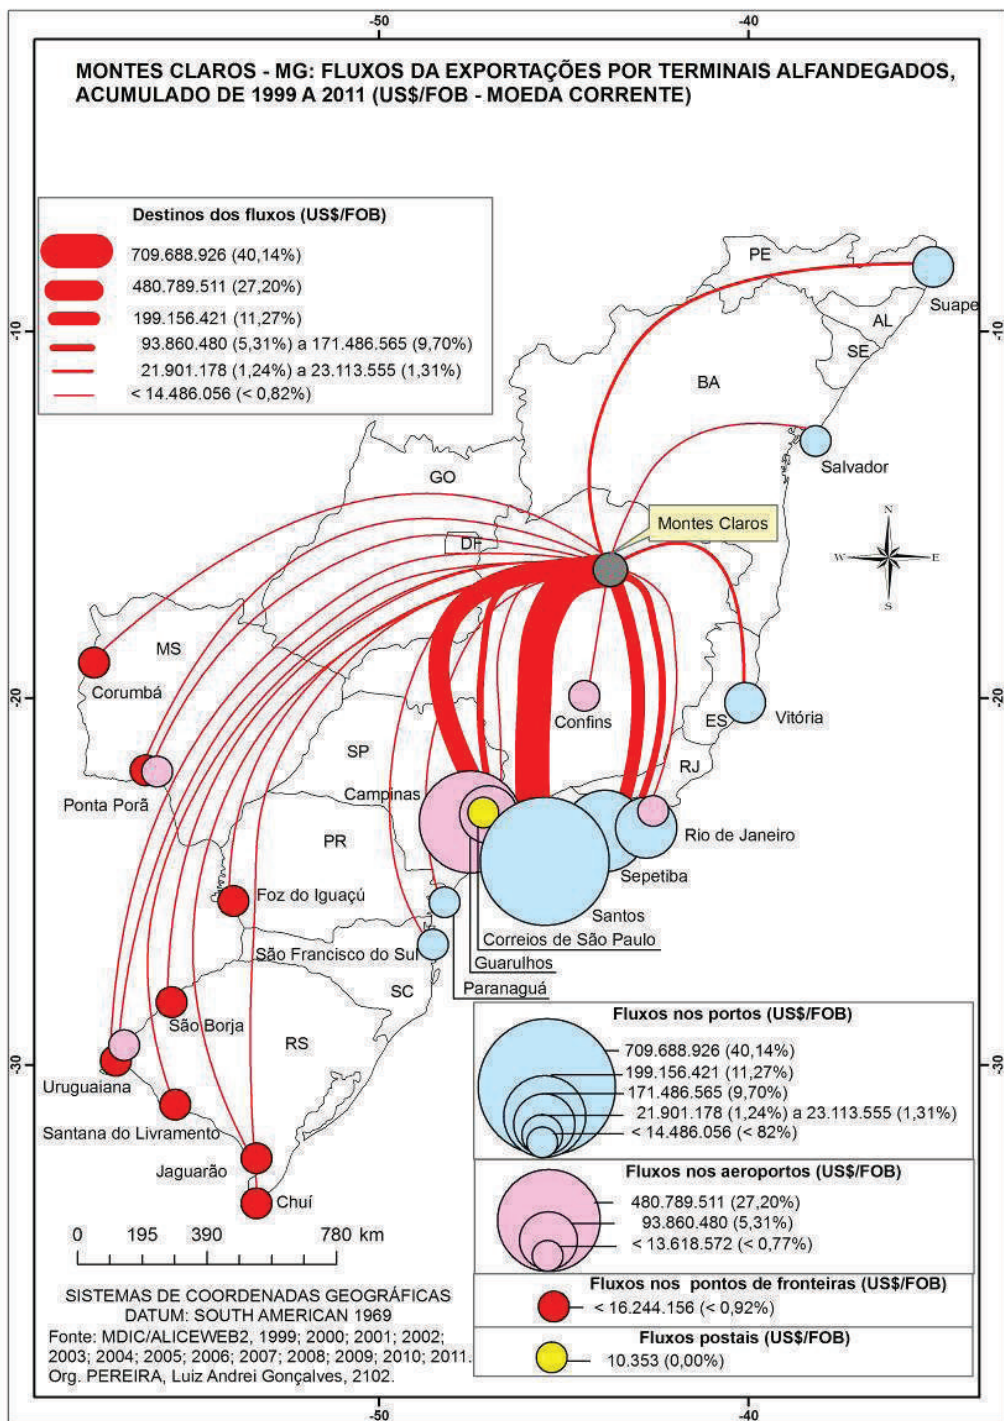 -50
-40
MONTES CLAROS - MG: FLUXOS DA EXPORTAÇÕES POR TERMINAIS ALFANDEGADOS,
ACUMULADO DE 1999 A 2011 (US$/FOB - MOEDA CORRENTE)
Destinos dos fluxos (US$/FOB)
709.688.926 (40,14%)
480.789.511 (27,20%)
199.156.421 (11,27%)
93.860.480 (5,31%) a 171.486.565 (9,70%)
21.901.178 (1,24%) a 23.113.555 (1,31%)
< 14.486.056 (< 0,82%)
PE
Suape
AL
SE
-10
-10
BA
Salvador
GO
Montes Claros
DF
N
W
E
S
MS
Corumbá
Confins
ES
Vitória
-20
-20
SP
RJ
Campinas
Ponta Porã
Rio de Janeiro
PR
Sepetiba
Foz do Iguaçú
Santos
Correios de São Paulo
São Francisco do Sul
Guarulhos
Paranaguá
SC
São Borja
RS
Uruguaiana
-30
-30
Santana do Livramento
Jaguarão
Chuí
Fluxos nos portos (US$/FOB)
709.688.926 (40,14%)
199.156.421 (11,27%)
171.486.565 (9,70%)
21.901.178 (1,24%) a 23.113.555 (1,31%)
< 14.486.056 (< 82%)
Fluxos nos aeroportos (US$/FOB)
480.789.511 (27,20%)
93.860.480 (5,31%)
< 13.618.572 (< 0,77%)
Fluxos nos pontos de fronteiras (US$/FOB)
< 16.244.156 (< 0,92%)
Fluxos postais (US$/FOB)
10.353 (0,00%)
0 195 390 780 km
SISTEMAS DE COORDENADAS GEOGRÁFICAS
DATUM: SOUTH AMERICAN 1969
Fonte: MDIC/ALICEWEB2, 1999; 2000; 2001; 2002;
2003; 2004; 2005; 2006; 2007; 2008; 2009; 2010; 2011.
Org. PEREIRA, Luiz Andrei Gonçalves, 2102.
-50
-40